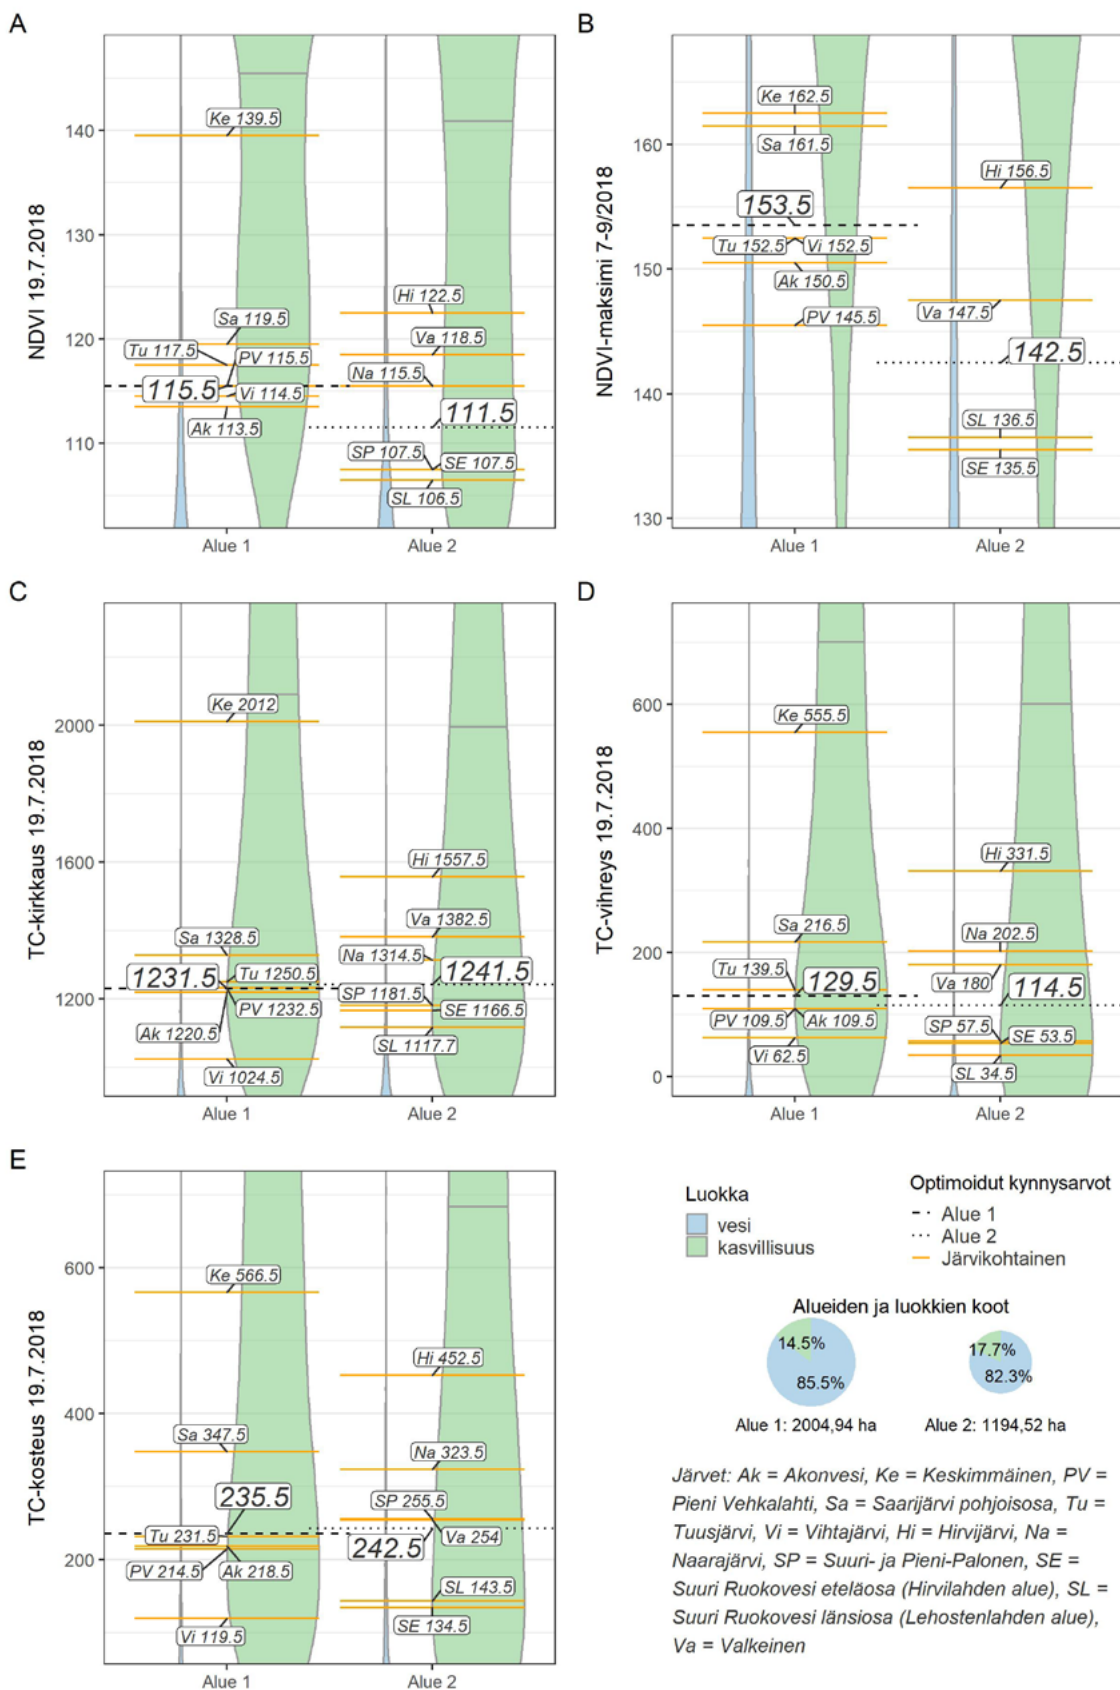 A
NDVI 19.7.2018
140
130
120
110
Ke 139.5
Sa 119.5
Tu 117.5
PV 115.5
115.5
Vi 114.5
Ak 113.5
Hi 122.5
Va 118.5
Na 115.5
111.5
SP 107.5
SE 107.5
SL 106.5
Alue 1
Alue 2
B
NDVI-maksimi 7-9/2018
160
150
140
130
Ke 162.5
Sa 161.5
153.5
Tu 152.5
Vi 152.5
Ak 150.5
PV 145.5
Hi 156.5
Va 147.5
142.5
SL 136.5
SE 135.5
Alue 1
Alue 2
C
TC-kirkkaus 19.7.2018
2000
1600
1200
Ke 2012
Sa 1328.5
1231.5
Tu 1250.5
PV 1232.5
Ak 1220.5
Vi 1024.5
Hi 1557.5
Va 1382.5
Na 1314.5
1241.5
SP 1181.5
SE 1166.5
SL 1117.7
Alue 1
Alue 2
D
TC-vihreys 19.7.2018
600
400
200
0
Ke 555.5
Sa 216.5
Tu 139.5
129.5
PV 109.5
Ak 109.5
Vi 62.5
Hi 331.5
Na 202.5
Va 180
114.5
SP 57.5
SE 53.5
SL 34.5
Alue 1
Alue 2
E
TC-kosteus 19.7.2018
600
400
200
Ke 566.5
Sa 347.5
235.5
Tu 231.5
PV 214.5
Ak 218.5
Vi 119.5
Hi 452.5
Na 323.5
SP 255.5
Va 254
242.5
SL 143.5
SE 134.5
Alue 1
Alue 2
Luokka
vesi
kasvillisuus
Optimoidut kynnysarvot
Alue 1
Alue 2
Järvikohtainen
Alueiden ja luokkien koot
14.5%
85.5%
17.7%
82.3%
Alue 1: 2004,94 ha
Alue 2: 1194,52 ha
Järvet: Ak = Akonvesi, Ke = Keskimmäinen, PV =
Pieni Vehkalahti, Sa = Saarijärvi pohjoisosa, Tu =
Tuusjärvi, Vi = Vihtajärvi, Hi = Hirvijärvi, Na =
Naarajärvi, SP = Suuri- ja Pieni-Palonen, SE =
Suuri Ruokovesi eteläosa (Hirvilahden alue), SL =
Suuri Ruokovesi länsiosa (Lehostenlahden alue),
Va = Valkeinen